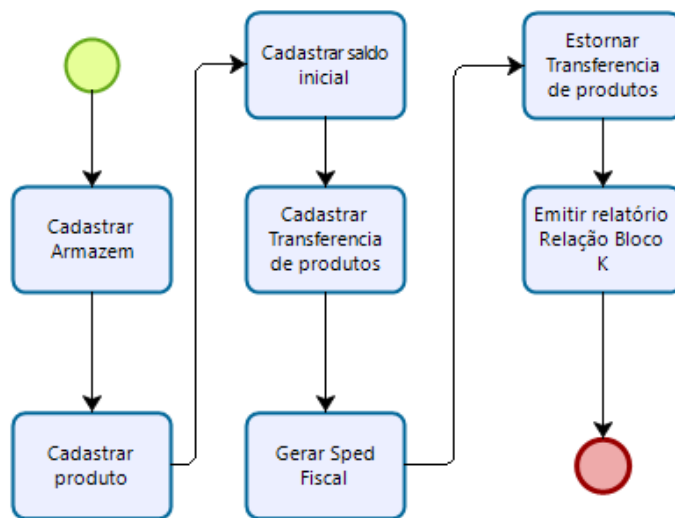 Cadastrar
Armazem
Cadastrar
produto
Cadastrar saldo
inicial
Cadastrar
Transferencia
de produtos
Gerar Sped
Fiscal
Estornar
Transferencia
de produtos
Emitir relatório
Relação Bloco
K